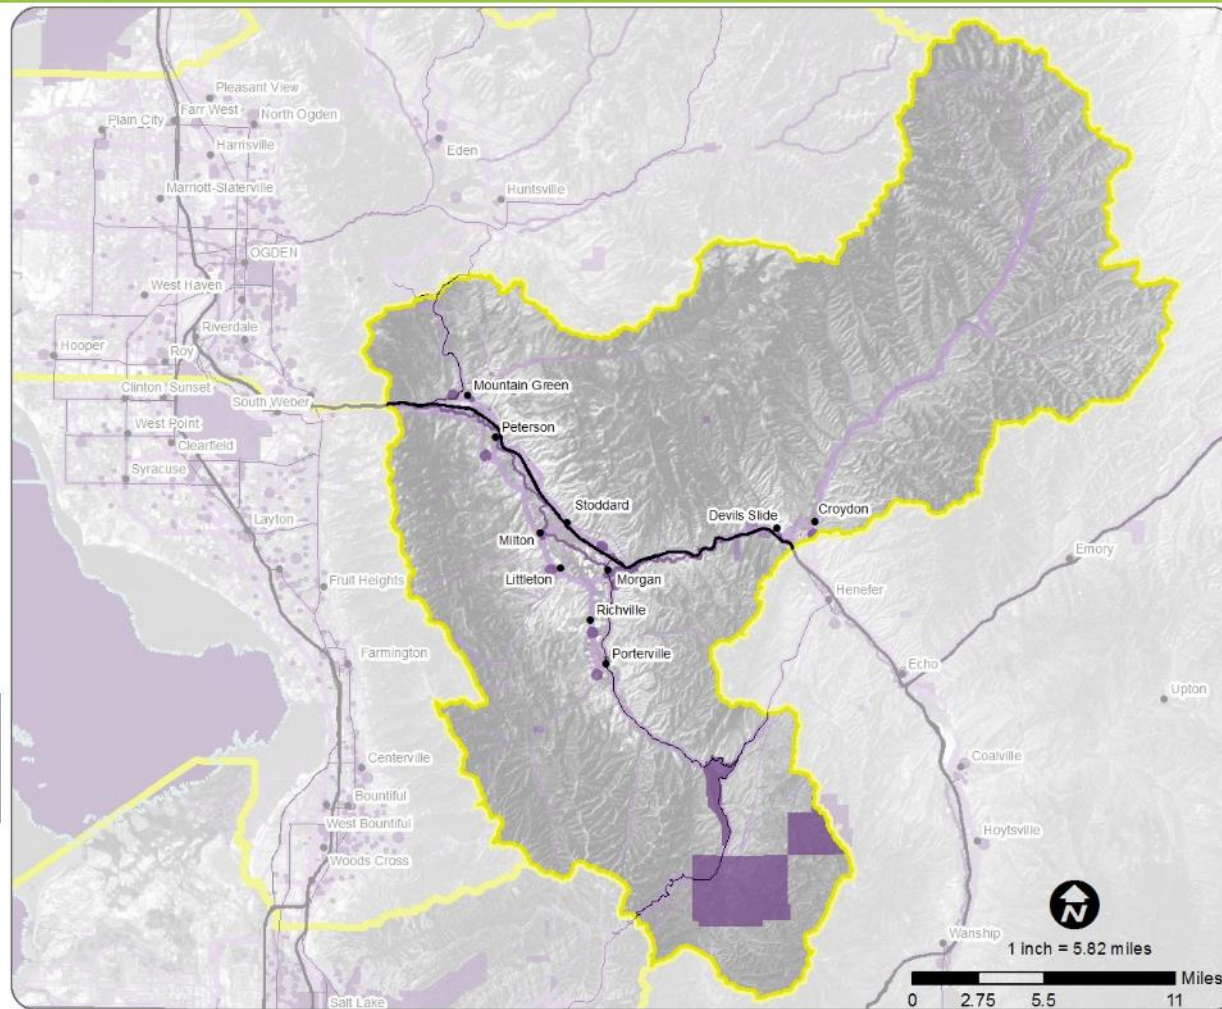 Pleasant View
Farr West
Plain City
North Ogden
Harrisville
Eden
Marriott-Slaterville
Huntsville
OGDEN
West Haven
Riverdale
Hooper
Roy
Clinton Sunset
Mountain Green
South Weber
West Point
Peterson
Clearfield
Syracuse
Stoddard
Devils Slide
Croydon
Layton
Milton
Emory
Littleton
Morgan
Fruit Heights
Henefer
Richville
Farmington
Porterville
Echo
Upton
Centerville
Coalville
Bountiful
West Bountiful
Hoytsville
Woods Cross
N
Wanship
1 inch = 5.82 miles
Miles
0 2.75 5.5 11
Salt Lake